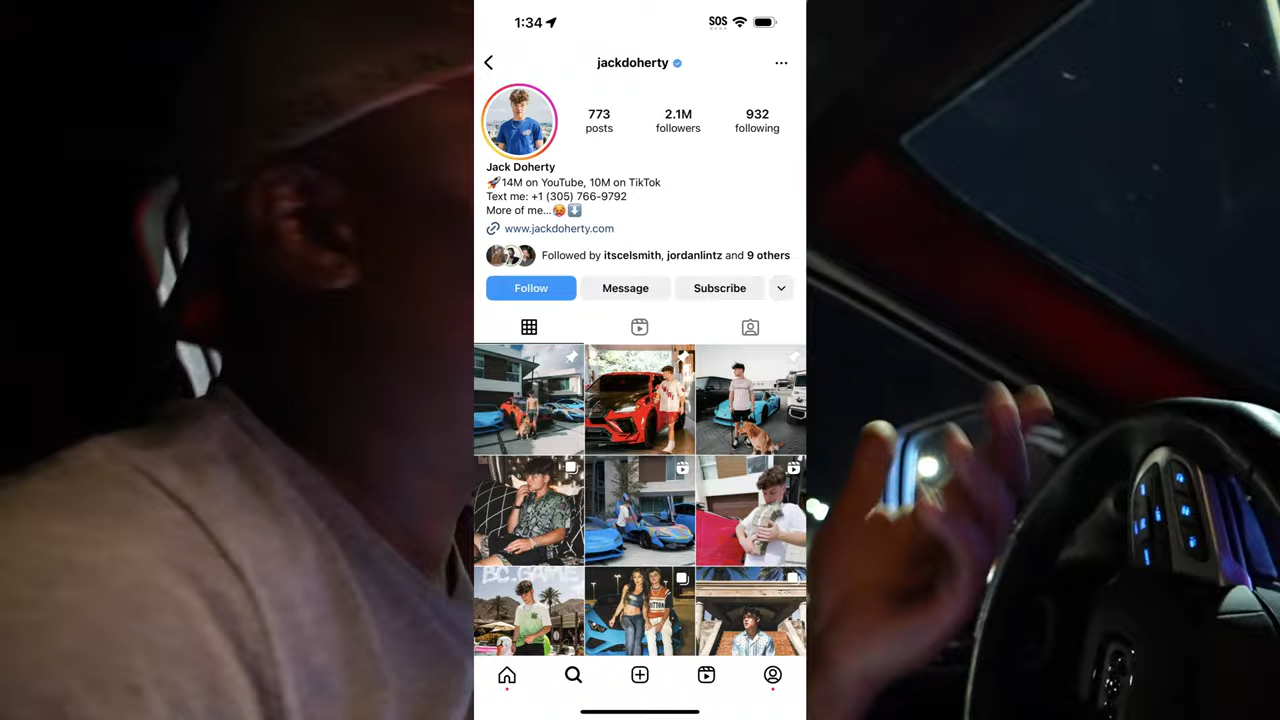 1:34
SOS
jackdoherty
773
2.1M
932
posts
followers
following
Jack Doherty
🚀14M on YouTube, 10M on TikTok
Text me: +1 (305) 766-9792
More of me...🥵⬇️
www.jackdoherty.com
Followed by itscelsmith, jordanlintz and 9 others
Follow
Message
Subscribe